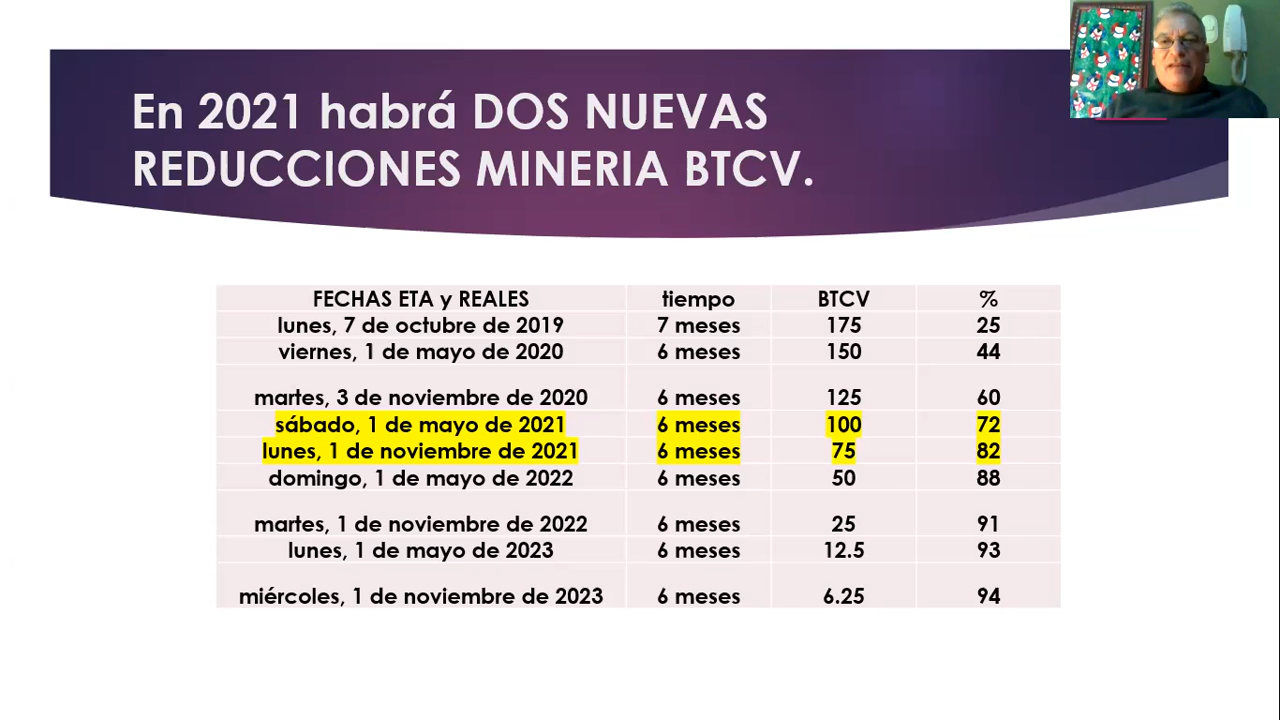 En 2021 habrá DOS NUEVAS
REDUCCIONES MINERIA BTCV.
FECHAS ETA y REALES tiempo BTCV %
lunes, 7 de octubre de 2019 7 meses 175 25
viernes, 1 de mayo de 2020 6 meses 150 44
martes, 3 de noviembre de 2020 6 meses 125 60
sábado, 1 de mayo de 2021 6 meses 100 72
lunes, 1 de noviembre de 2021 6 meses 75 82
domingo, 1 de mayo de 2022 6 meses 50 88
martes, 1 de noviembre de 2022 6 meses 25 91
lunes, 1 de mayo de 2023 6 meses 12.5 93
miércoles, 1 de noviembre de 2023 6 meses 6.25 94